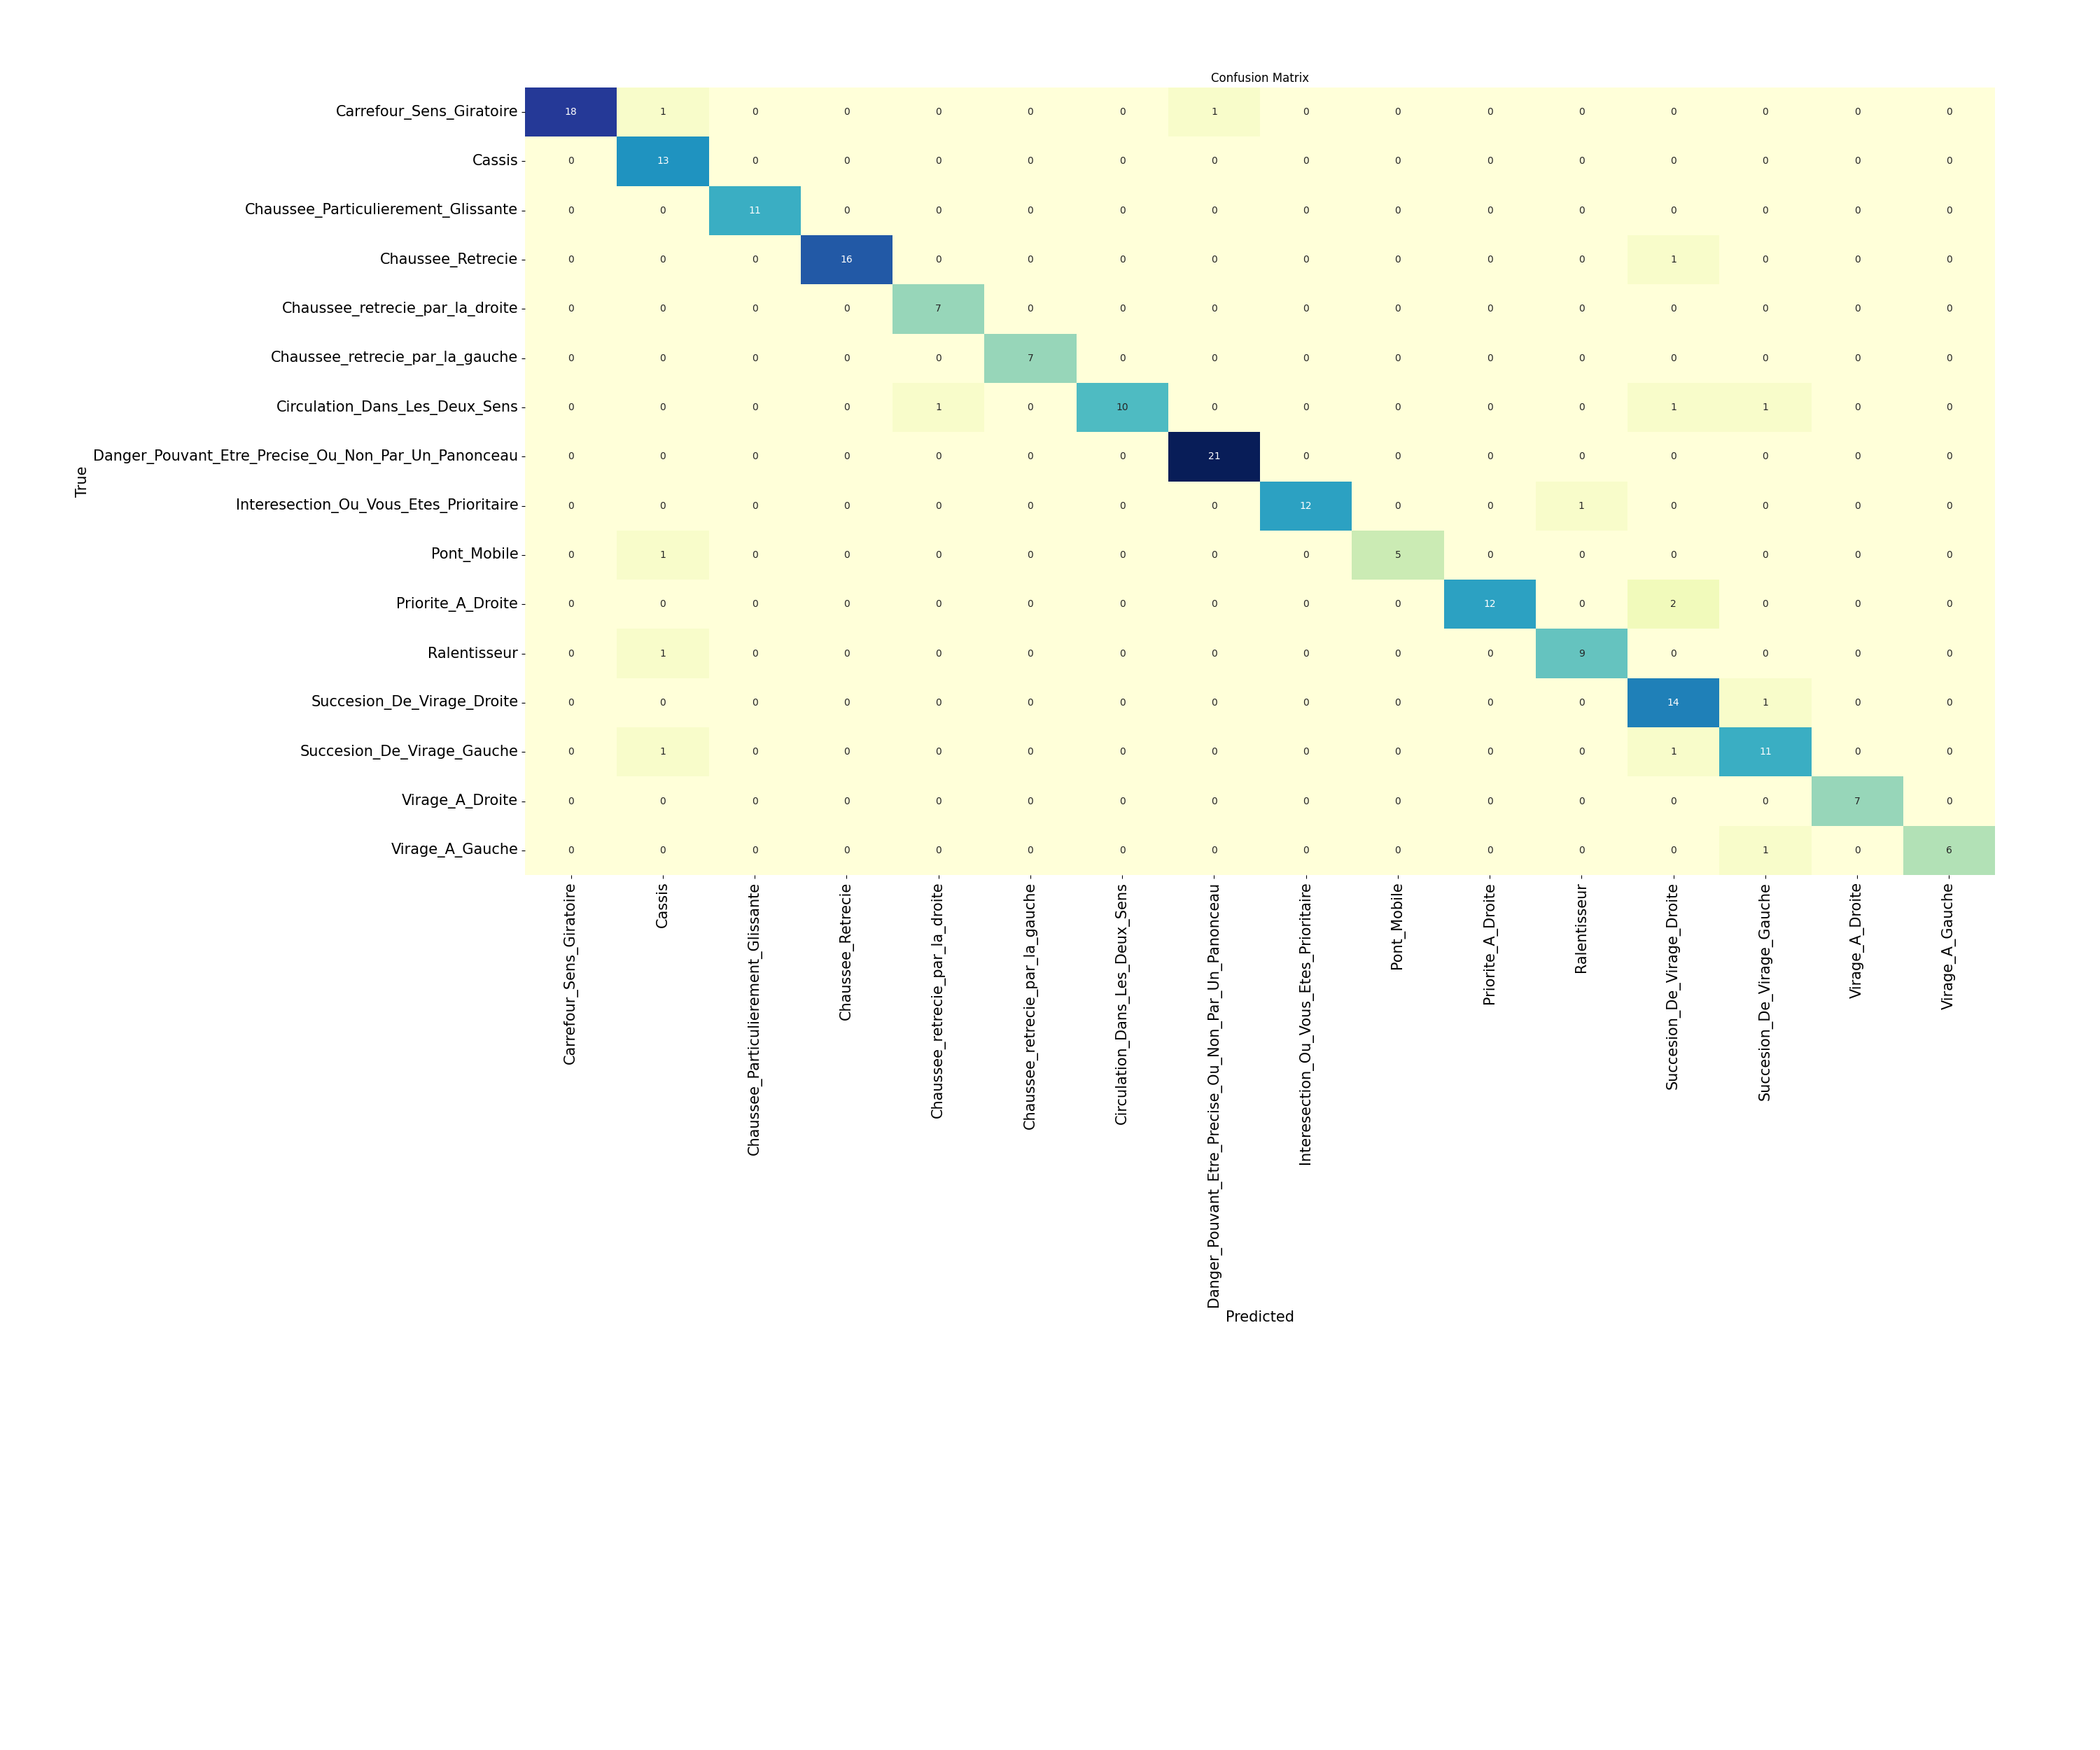 Confusion Matrix
True
Carrefour_Sens_Giratoire 18 1 0 0 0 0 0 1 0 0 0 0 0 0 0 0
Cassis 0 13 0 0 0 0 0 0 0 0 0 0 0 0 0 0
Chaussee_Particulierement_Glissante 0 0 11 0 0 0 0 0 0 0 0 0 0 0 0 0
Chaussee_Retrecie 0 0 0 16 0 0 0 0 0 0 0 0 1 0 0 0
Chaussee_retrecie_par_la_droite 0 0 0 0 7 0 0 0 0 0 0 0 0 0 0 0
Chaussee_retrecie_par_la_gauche 0 0 0 0 0 7 0 0 0 0 0 0 0 0 0 0
Circulation_Dans_Les_Deux_Sens 0 0 0 0 1 0 10 0 0 0 0 0 1 1 0 0
Danger_Pouvant_Etre_Precise_Ou_Non_Par_Un_Panonceau 0 0 0 0 0 0 0 21 0 0 0 0 0 0 0 0
Interesection_Ou_Vous_Etes_Prioritaire 0 0 0 0 0 0 0 0 12 0 0 1 0 0 0 0
Pont_Mobile 0 1 0 0 0 0 0 0 0 5 0 0 0 0 0 0
Priorite_A_Droite 0 0 0 0 0 0 0 0 0 0 12 0 2 0 0 0
Ralentisseur 0 1 0 0 0 0 0 0 0 0 0 9 0 0 0 0
Succesion_De_Virage_Droite 0 0 0 0 0 0 0 0 0 0 0 0 14 1 0 0
Succesion_De_Virage_Gauche 0 1 0 0 0 0 0 0 0 0 0 0 1 11 0 0
Virage_A_Droite 0 0 0 0 0 0 0 0 0 0 0 0 0 0 7 0
Virage_A_Gauche 0 0 0 0 0 0 0 0 0 0 0 0 0 1 0 6
Carrefour_Sens_Giratoire
Cassis
Chaussee_Particulierement_Glissante
Chaussee_Retrecie
Chaussee_retrecie_par_la_droite
Chaussee_retrecie_par_la_gauche
Circulation_Dans_Les_Deux_Sens
Danger_Pouvant_Etre_Precise_Ou_Non_Par_Un_Panonceau
Interesection_Ou_Vous_Etes_Prioritaire
Pont_Mobile
Priorite_A_Droite
Ralentisseur
Succesion_De_Virage_Droite
Succesion_De_Virage_Gauche
Virage_A_Droite
Virage_A_Gauche
Predicted